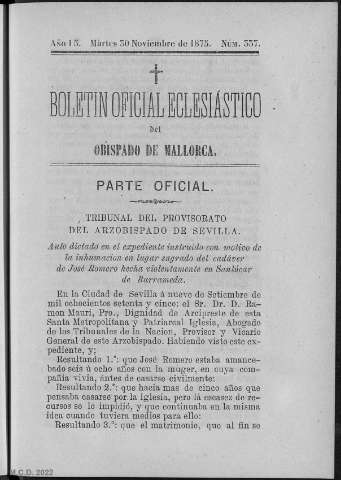 Año 15. Mártes 30 Noviembre de 1875. Núm. 337.
BOLETIN OFICIAL ECLESIÁSTICO
del
OBISPADO DE MALLORCA.
PARTE OFICIAL.
TRIBUNAL DEL PROVISORATO
DEL ARZOBISPADO DE SEVILLA.
Auto dictado en el expediente instruido con motivo de
la inhumacion en lugar sagrado del cadáver
de José Romero hecha violentamente en Sanlúcar
de Barrameda.
En la Ciudad de Sevilla á nueve de Setiembre de
mil ochocientos setenta y cinco: el Sr. Dr. D. Ra-
mon Mauri, Pro., Dignidad de Arcipreste de esta
Santa Metropolitana y Patriarcal Iglesia, Abogado
de los Tribunales de la Nacion, Provisor y Vicario
General de este Arzobispado. Habiendo visto este ex-
pediente, y;
Resultando 1.º: que José Romero estaba amance-
bado seis ú ocho años con la muger, en cuya com-
pañía vivia, ántes de casarse civilmente:
Resultando 2.º: que hacía mas de cinco años que
pensaba casarse por la Iglesia, pero la escasez de re-
cursos se lo impidió, y que continuaba en la misma
idea cuando tuviera medios para ello:
Resultando 3.º: que el matrimonio, que al fin se
M.C.D. 2022